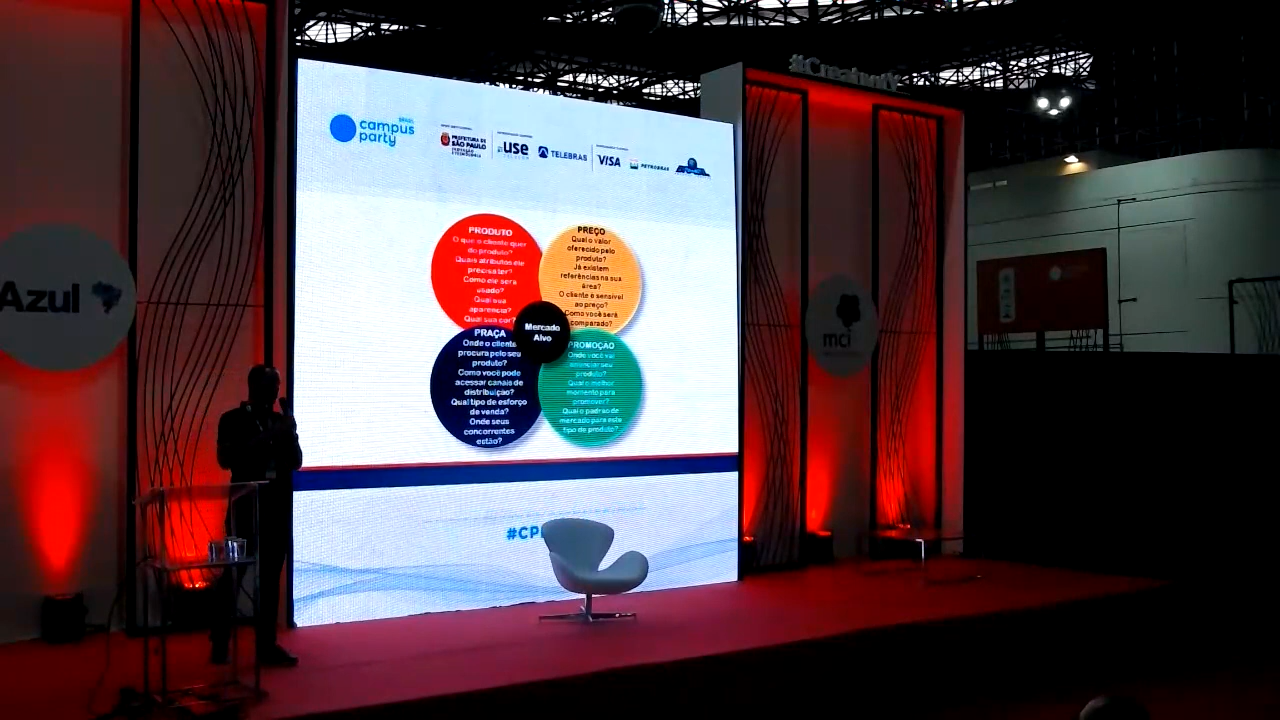 #Creativity
BRASIL
campus
party
PREFEITURA DE
SÃO PAULO
USE
TELECOM
TELEBRAS
VISA
PETROBRAS
PRODUTO
O que o cliente quer
do produto?
Quais atributos ele
precisa ter?
Como ele será
usado?
Qual sua
aparência?
Qual sua cor?
PREÇO
Qual o valor
oferecido pelo
produto?
Já existem
referências na sua
área?
O cliente é sensível
ao preço?
Como você será
comparado?
Mercado
Alvo
PRAÇA
Onde o cliente
procura pelo seu
produto?
Como você pode
acessar canais de
distribuição?
Qual tipo de esforço
de venda?
Onde seus
concorrentes
estão?
PROMOÇÃO
Onde você vai
anunciar seu
produto?
Qual o melhor
momento para
promover?
Qual o padrão de
mercado para este
tipo de produto?
Azul
mci
#CP